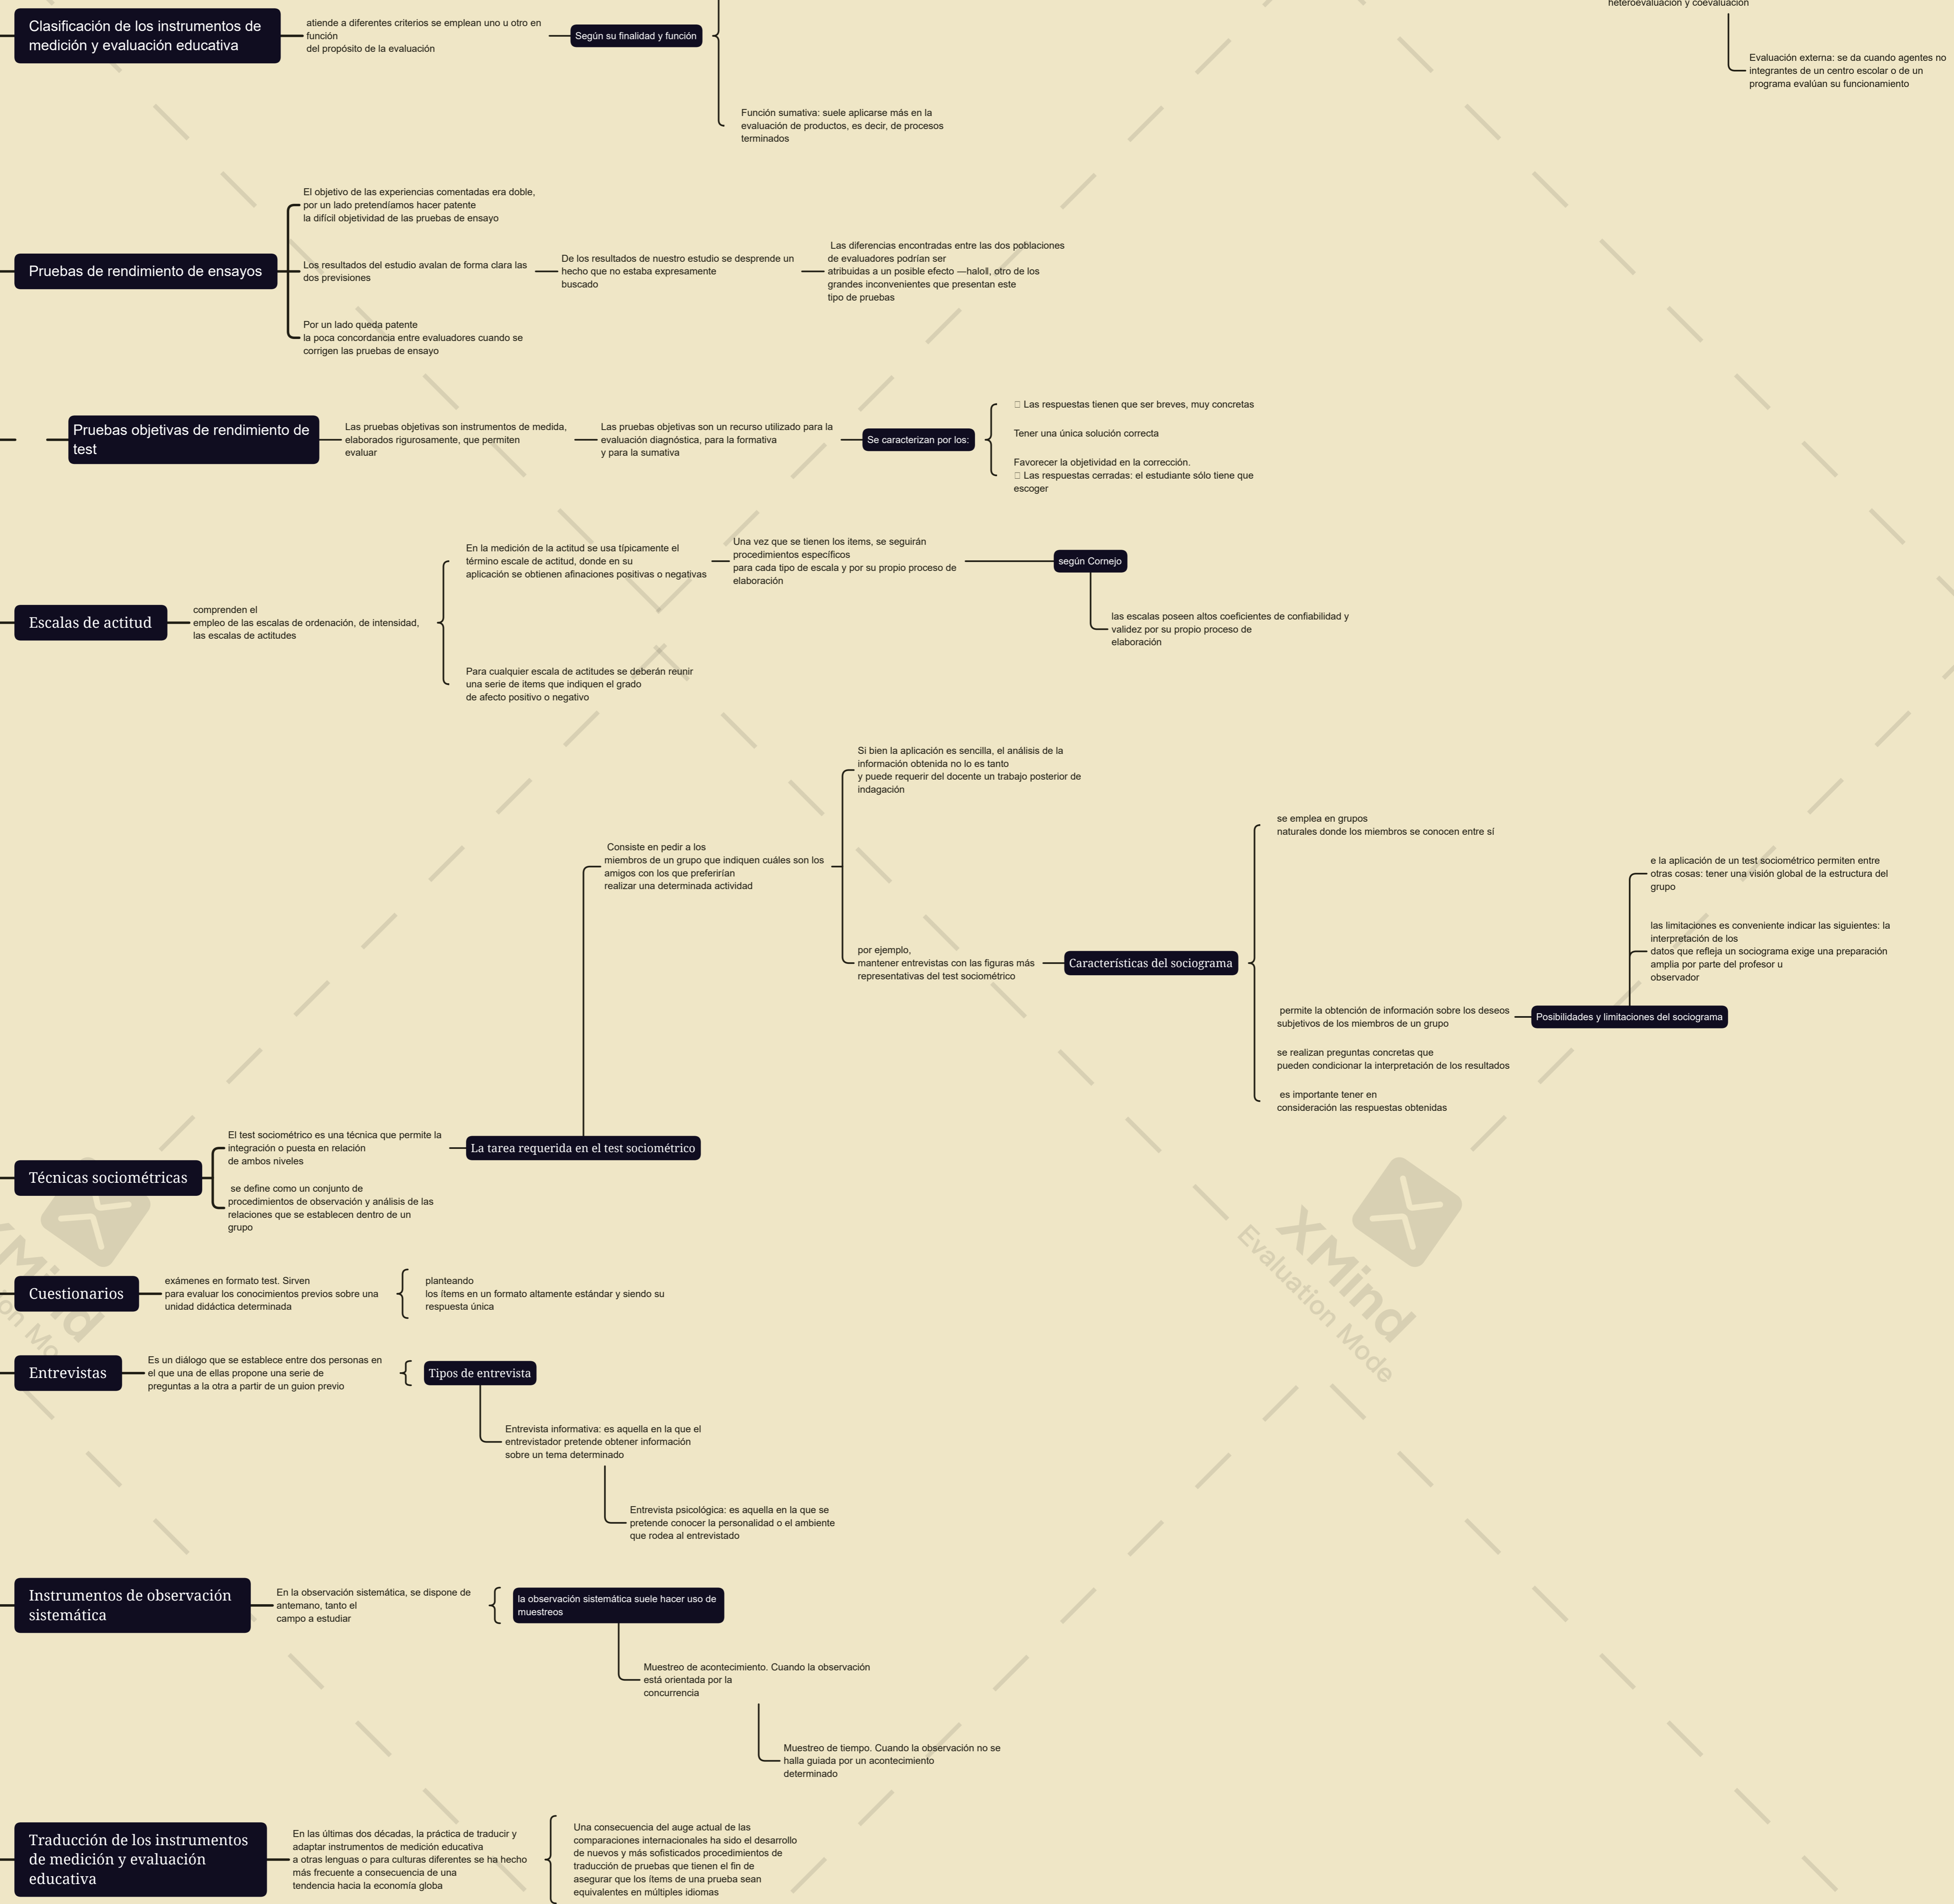 heteroevaluación y coevaluación
Clasificación de los instrumentos de
medición y evaluación educativa
atiende a diferentes criterios se emplean uno u otro en
función
del propósito de la evaluación
Según su finalidad y función
Evaluación externa: se da cuando agentes no
integrantes de un centro escolar o de un
programa evalúan su funcionamiento
Función sumativa: suele aplicarse más en la
evaluación de productos, es decir, de procesos
terminados
Pruebas de rendimiento de ensayos
El objetivo de las experiencias comentadas era doble,
por un lado pretendíamos hacer patente
la difícil objetividad de las pruebas de ensayo
Los resultados del estudio avalan de forma clara las
dos previsiones
De los resultados de nuestro estudio se desprende un
hecho que no estaba expresamente
buscado
Las diferencias encontradas entre las dos poblaciones
de evaluadores podrían ser
atribuidas a un posible efecto ―halo‖, otro de los
grandes inconvenientes que presentan este
tipo de pruebas
Por un lado queda patente
la poca concordancia entre evaluadores cuando se
corrigen las pruebas de ensayo
Pruebas objetivas de rendimiento de
test
Las pruebas objetivas son instrumentos de medida,
elaborados rigurosamente, que permiten
evaluar
Las pruebas objetivas son un recurso utilizado para la
evaluación diagnóstica, para la formativa
y para la sumativa
Se caracterizan por los:
Las respuestas tienen que ser breves, muy concretas
Tener una única solución correcta
Favorecer la objetividad en la corrección.
Las respuestas cerradas: el estudiante sólo tiene que
escoger
Escalas de actitud
comprenden el
empleo de las escalas de ordenación, de intensidad,
las escalas de actitudes
En la medición de la actitud se usa típicamente el
término escale de actitud, donde en su
aplicación se obtienen afinaciones positivas o negativas
Una vez que se tienen los items, se seguirán
procedimientos específicos
para cada tipo de escala y por su propio proceso de
elaboración
según Cornejo
las escalas poseen altos coeficientes de confiabilidad y
validez por su propio proceso de
elaboración
Para cualquier escala de actitudes se deberán reunir
una serie de items que indiquen el grado
de afecto positivo o negativo
Técnicas sociométricas
El test sociométrico es una técnica que permite la
integración o puesta en relación
de ambos niveles
se define como un conjunto de
procedimientos de observación y análisis de las
relaciones que se establecen dentro de un
grupo
La tarea requerida en el test sociométrico
Consiste en pedir a los
miembros de un grupo que indiquen cuáles son los
amigos con los que preferirían
realizar una determinada actividad
Si bien la aplicación es sencilla, el análisis de la
información obtenida no lo es tanto
y puede requerir del docente un trabajo posterior de
indagación
por ejemplo,
mantener entrevistas con las figuras más
representativas del test sociométrico
Características del sociograma
se emplea en grupos
naturales donde los miembros se conocen entre sí
permite la obtención de información sobre los deseos
subjetivos de los miembros de un grupo
se realizan preguntas concretas que
pueden condicionar la interpretación de los resultados
es importante tener en
consideración las respuestas obtenidas
Posibilidades y limitaciones del sociograma
e la aplicación de un test sociométrico permiten entre
otras cosas: tener una visión global de la estructura del
grupo
las limitaciones es conveniente indicar las siguientes: la
interpretación de los
datos que refleja un sociograma exige una preparación
amplia por parte del profesor u
observador
XMind
Evaluation Mode
XMind
on Mo
Cuestionarios
exámenes en formato test. Sirven
para evaluar los conocimientos previos sobre una
unidad didáctica determinada
planteando
los ítems en un formato altamente estándar y siendo su
respuesta única
Entrevistas
Es un diálogo que se establece entre dos personas en
el que una de ellas propone una serie de
preguntas a la otra a partir de un guion previo
Tipos de entrevista
Entrevista informativa: es aquella en la que el
entrevistador pretende obtener información
sobre un tema determinado
Entrevista psicológica: es aquella en la que se
pretende conocer la personalidad o el ambiente
que rodea al entrevistado
Instrumentos de observación
sistemática
En la observación sistemática, se dispone de
antemano, tanto el
campo a estudiar
la observación sistemática suele hacer uso de
muestreos
Muestreo de acontecimiento. Cuando la observación
está orientada por la
concurrencia
Muestreo de tiempo. Cuando la observación no se
halla guiada por un acontecimiento
determinado
Traducción de los instrumentos
de medición y evaluación
educativa
En las últimas dos décadas, la práctica de traducir y
adaptar instrumentos de medición educativa
a otras lenguas o para culturas diferentes se ha hecho
más frecuente a consecuencia de una
tendencia hacia la economía globa
Una consecuencia del auge actual de las
comparaciones internacionales ha sido el desarrollo
de nuevos y más sofisticados procedimientos de
traducción de pruebas que tienen el fin de
asegurar que los ítems de una prueba sean
equivalentes en múltiples idiomas